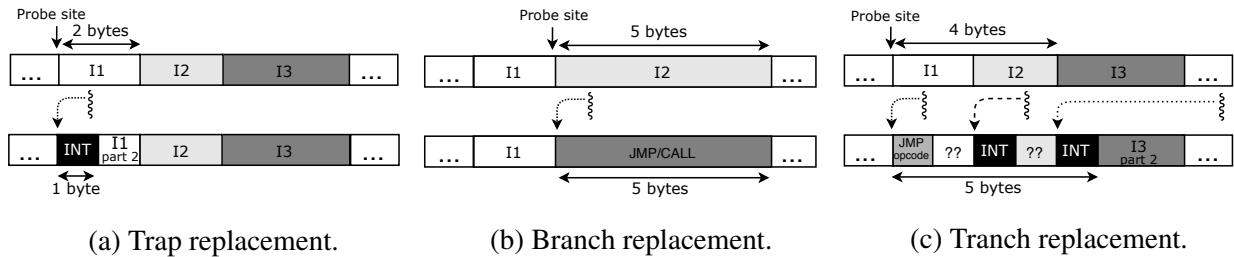 Probe site
2 bytes
... I1 I2 I3 ...
... INT I1 part 2 I2 I3 ...
1 byte
(a) Trap replacement.
Probe site
5 bytes
... I1 I2 ...
... I1 JMP/CALL ...
5 bytes
(b) Branch replacement.
Probe site
4 bytes
... I1 I2 I3 ...
... JMP opcode ?? INT ?? INT I3 part 2 ...
5 bytes
(c) Tranch replacement.